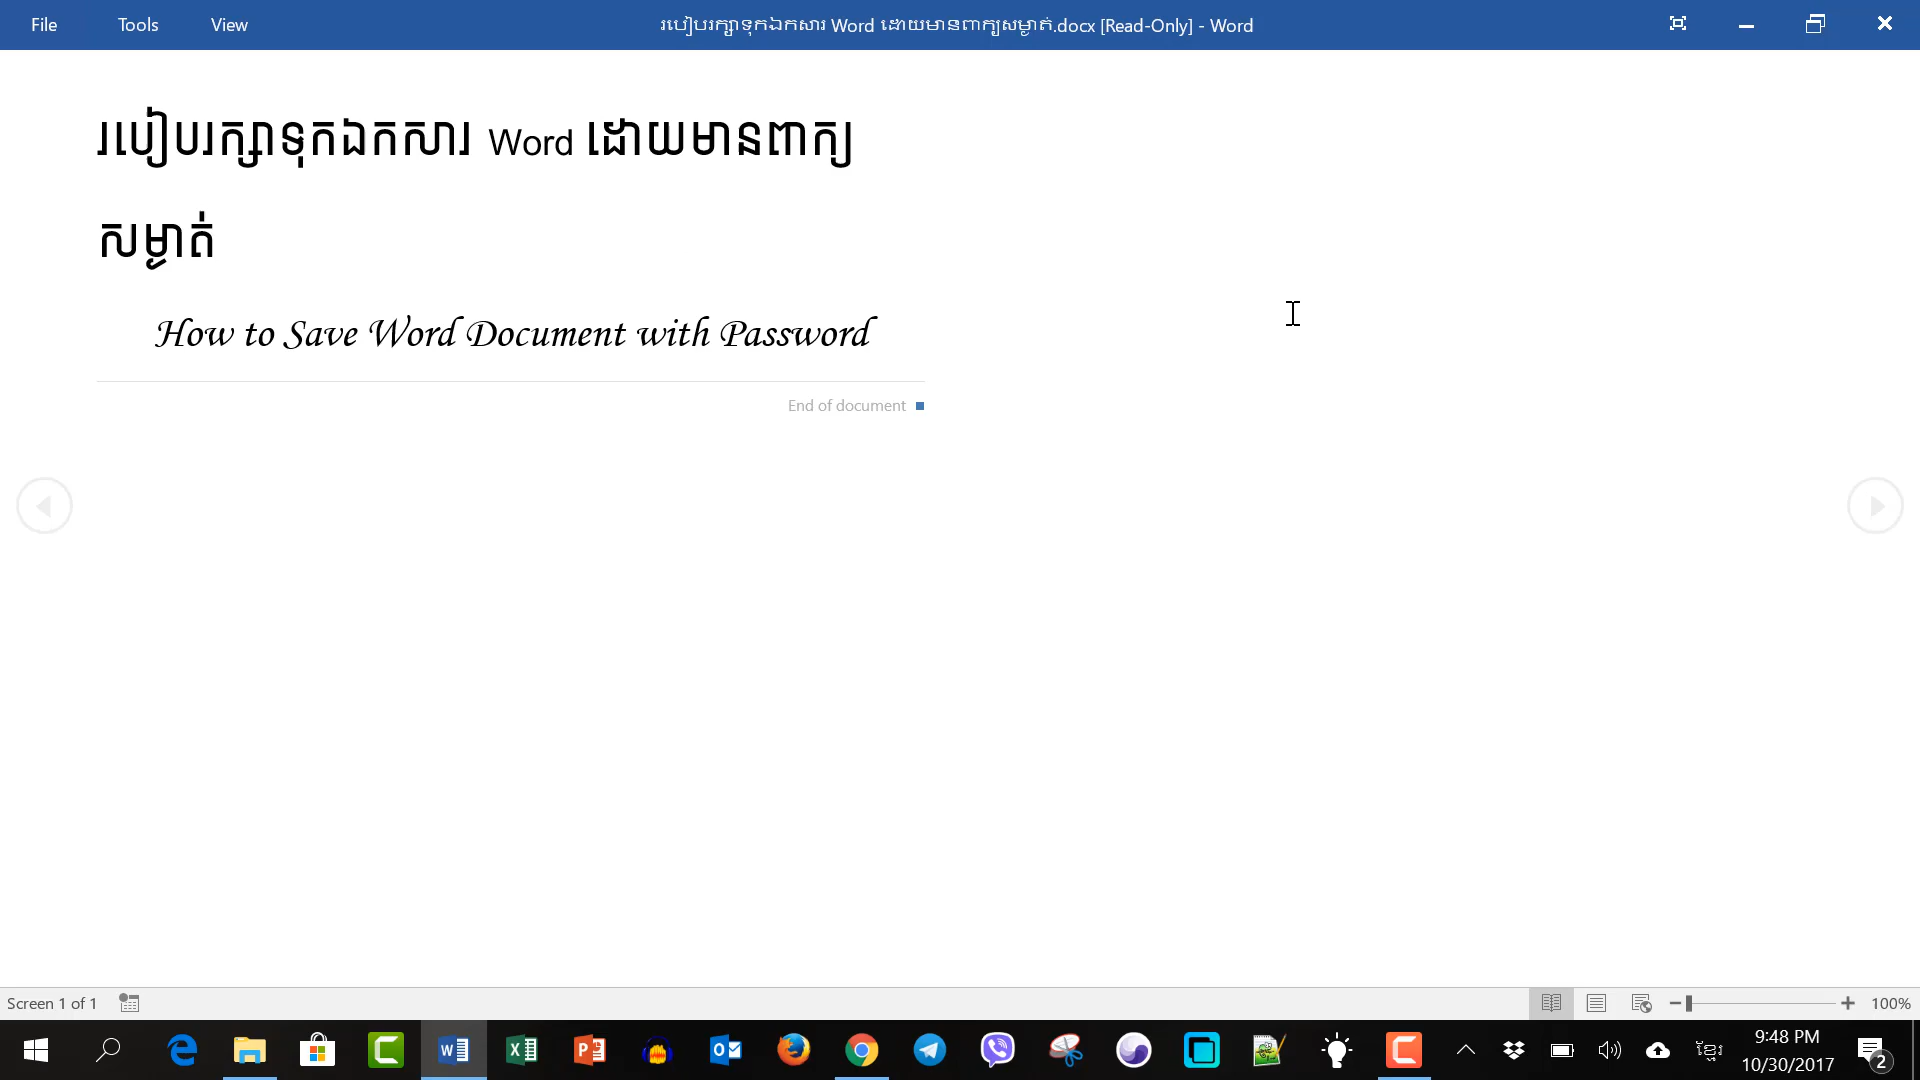 File Tools View របៀបរក្សាទុកឯកសារ Word ដោយមានពាក្យសម្ងាត់.docx [Read-Only] - Word
របៀបរក្សាទុកឯកសារ Word ដោយមានពាក្យ
សម្ងាត់
How to Save Word Document with Password
End of document
Screen 1 of 1 100%
9:48 PM
ខ្មែរ 10/30/2017 2